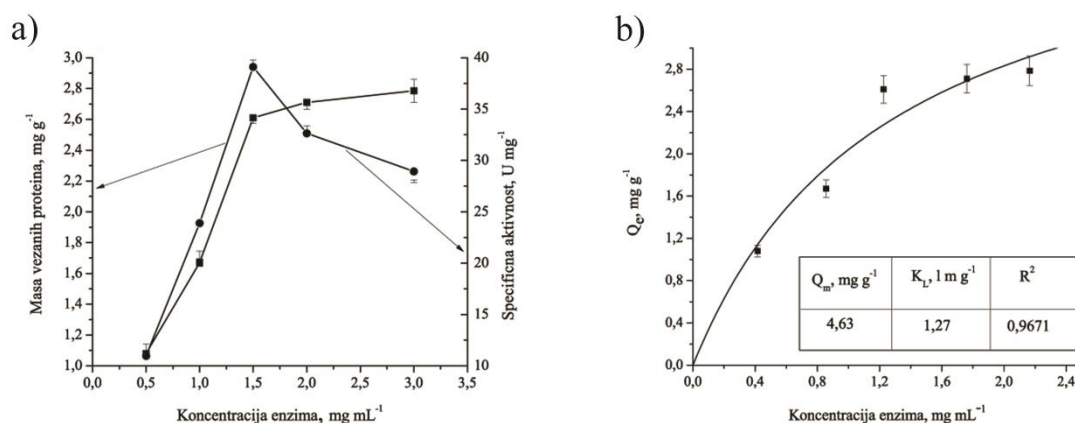 a)
Masa vezanih proteina, mg g⁻¹
3,0
2,8
2,6
2,4
2,2
2,0
1,8
1,6
1,4
1,2
1,0
40
35
30
25
20
15
10
Specificna aktivnost, U mg⁻¹
0,0 0,5 1,0 1,5 2,0 2,5 3,0 3,5
Koncentracija enzima, mg mL⁻¹
b)
Qₑ, mg g⁻¹
2,8
2,4
2,0
1,6
1,2
0,8
0,4
0,0
Qₘ, mg g⁻¹ K_L, l m g⁻¹ R²
4,63 1,27 0,9671
0,0 0,4 0,8 1,2 1,6 2,0 2,4
Koncentracija enzima, mg mL⁻¹